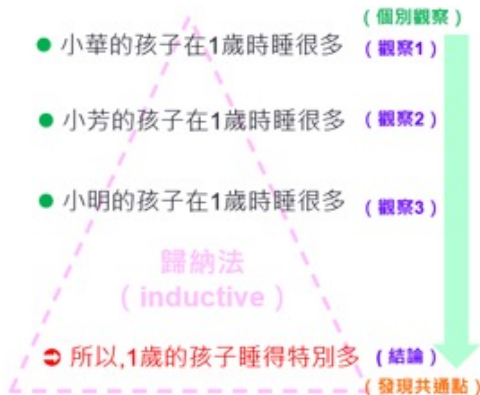 （個別觀察）
● 小華的孩子在1歲時睡很多 （觀察1）
● 小芳的孩子在1歲時睡很多 （觀察2）
● 小明的孩子在1歲時睡很多 （觀察3）
歸納法
（inductive）
➲ 所以,1歲的孩子睡得特別多 （結論）
（發現共通點）